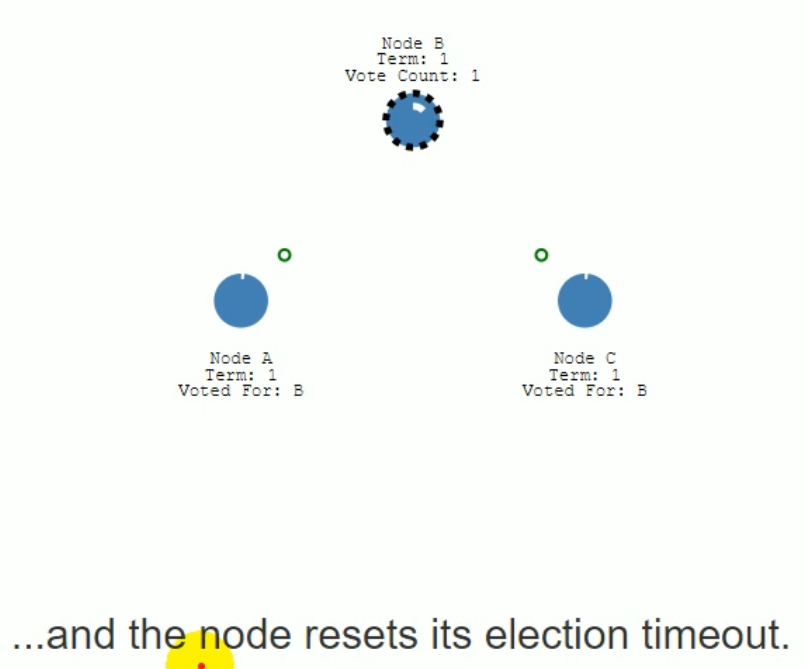 Node B
Term: 1
Vote Count: 1
Node A
Term: 1
Voted For: B
Node C
Term: 1
Voted For: B
...and the node resets its election timeout.